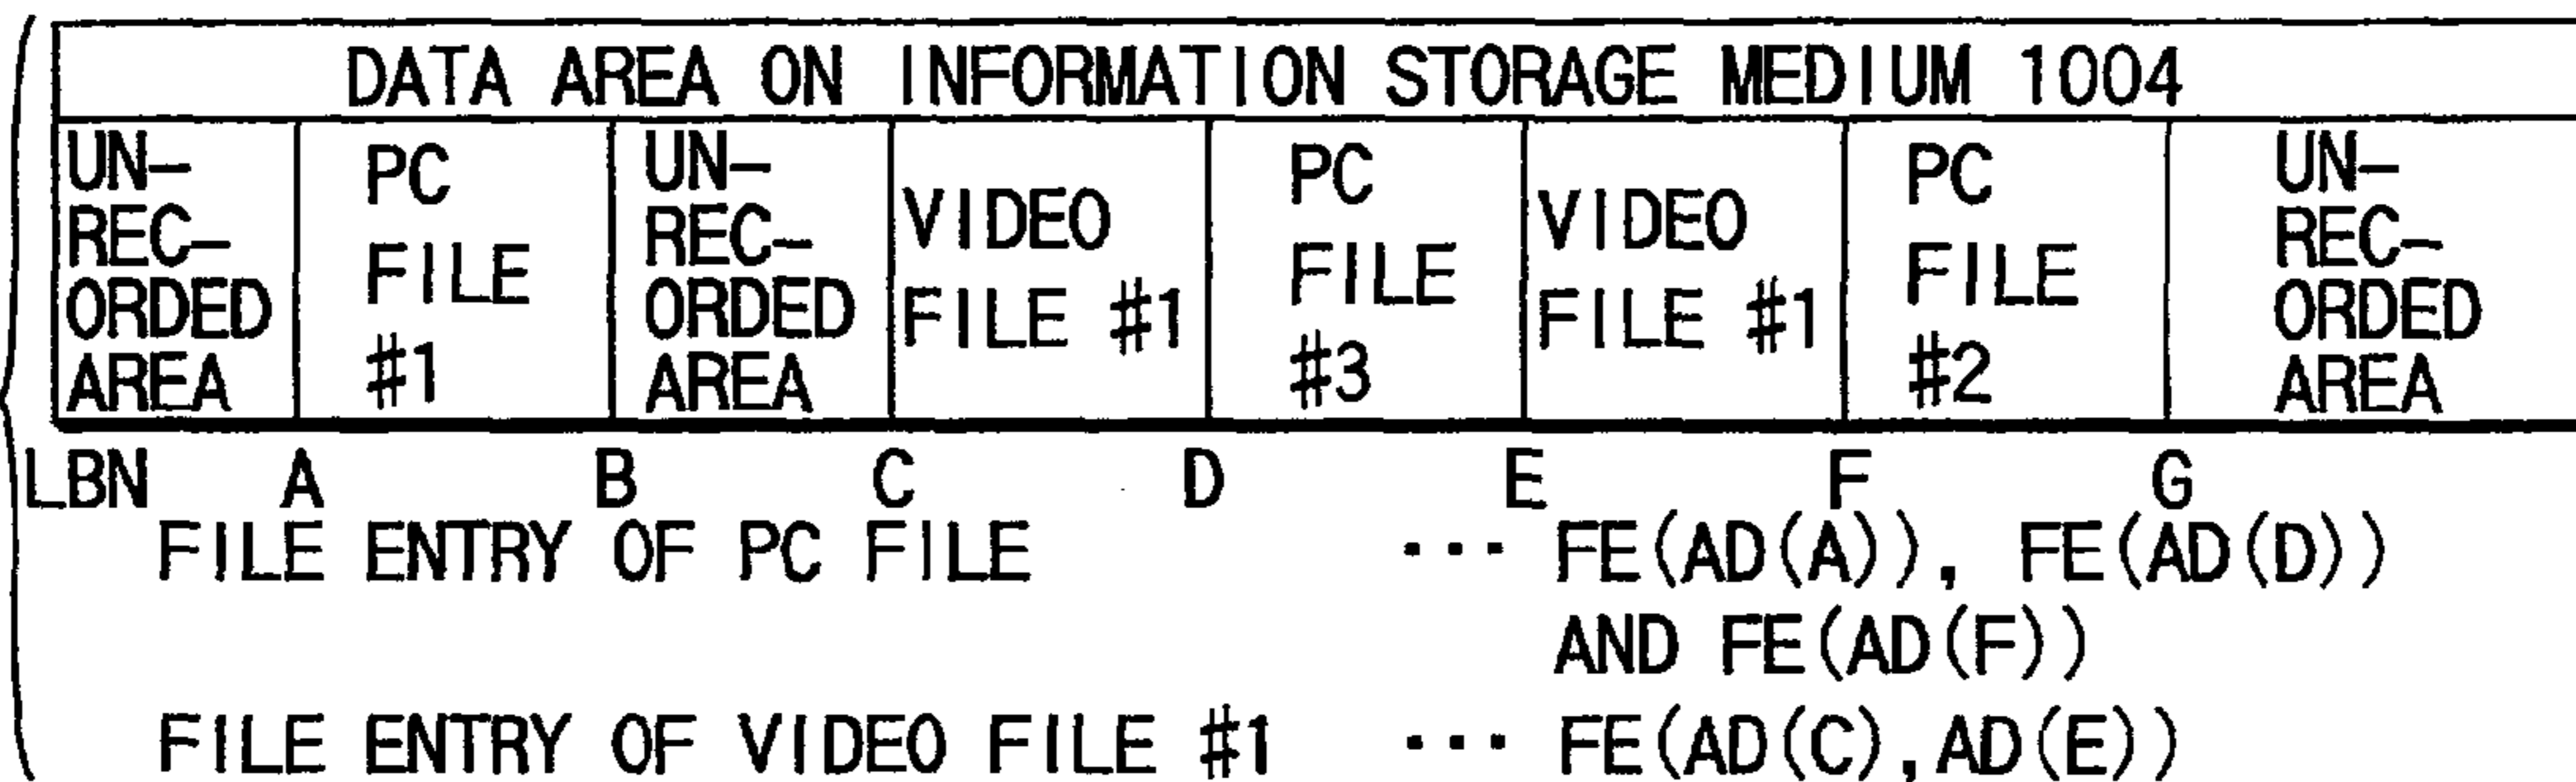 DATA AREA ON INFORMATION STORAGE MEDIUM 1004
UN-
REC-
ORDED
AREA
PC
FILE
#1
UN-
REC-
ORDED
AREA
VIDEO
FILE #1
PC
FILE
#3
VIDEO
FILE #1
PC
FILE
#2
UN-
REC-
ORDED
AREA
LBN A B C D E F G
FILE ENTRY OF PC FILE ··· FE(AD(A)), FE(AD(D))
AND FE(AD(F))
FILE ENTRY OF VIDEO FILE #1 ··· FE(AD(C),AD(E))